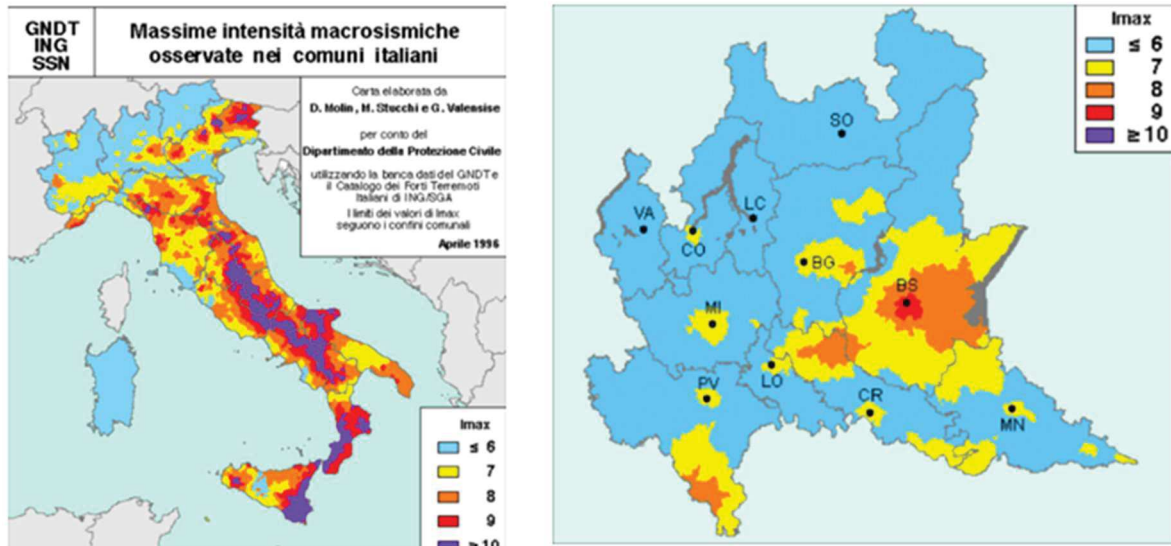 GNDT
ING
SSN
Massime intensità macrosismiche
osservate nei comuni italiani
Carta elaborata da
D. Molin, M. Stucchi e G. Valensise
per conto del
Dipartimento della Protezione Civile
utilizzando la banca dati del GNDT e
il Catalogo dei Forti Terremoti
Italiani di ING/SGA
I limiti dei valori di Imax
seguono i confini comunali
Aprile 1996
Imax
≤ 6
7
8
9
≥ 10
Imax
≤ 6
7
8
9
≥ 10
SO
VA
CO
LC
BG
BS
MI
LO
PV
CR
MN